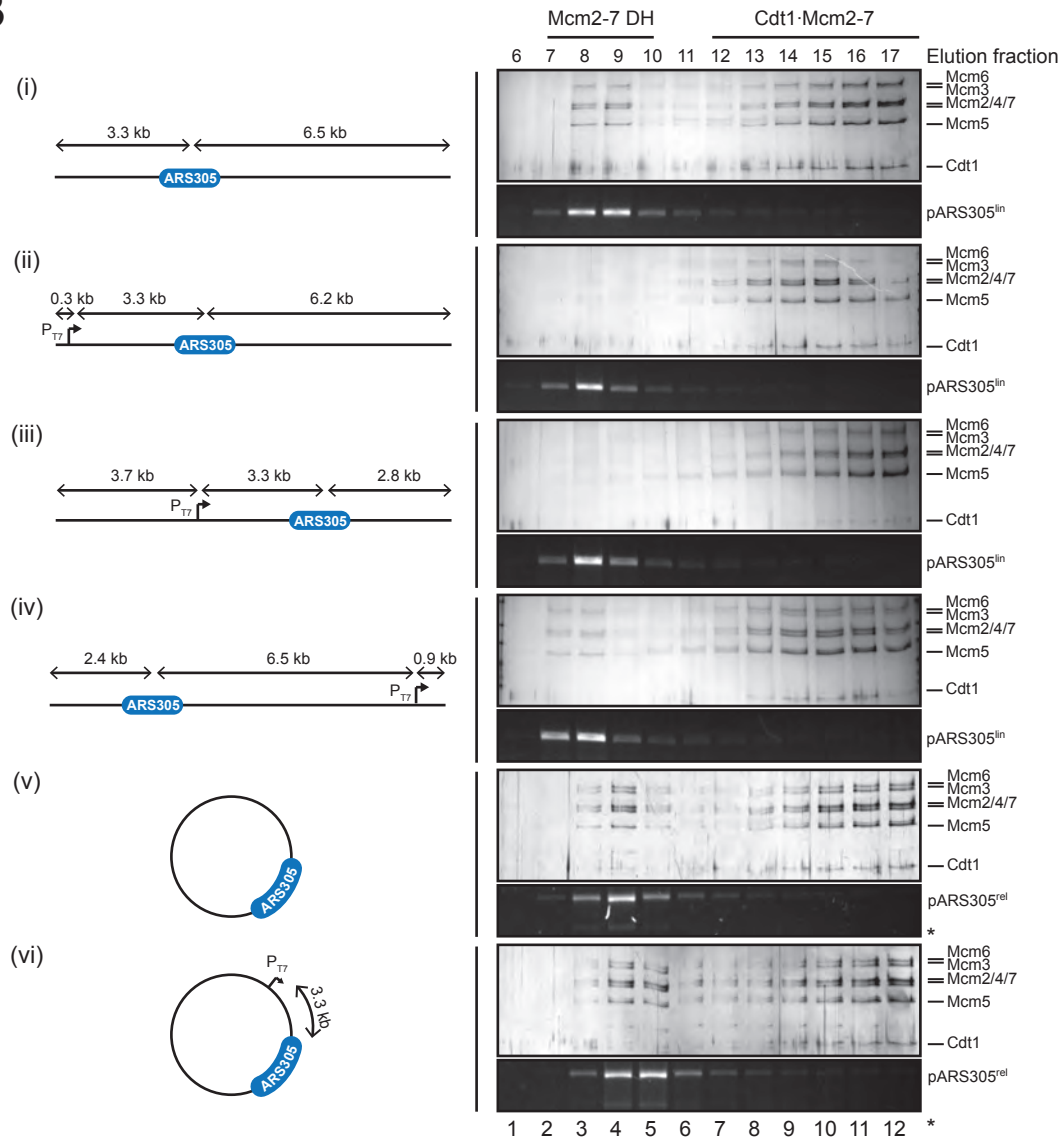 B
Mcm2-7 DH Cdt1·Mcm2-7
6 7 8 9 10 11 12 13 14 15 16 17 Elution fraction
(i)
3.3 kb 6.5 kb
ARS305
Mcm6
Mcm3
Mcm2/4/7
Mcm5
Cdt1
pARS305lin
(ii)
0.3 kb 3.3 kb 6.2 kb
PT7
ARS305
Mcm6
Mcm3
Mcm2/4/7
Mcm5
Cdt1
pARS305lin
(iii)
3.7 kb 3.3 kb 2.8 kb
PT7
ARS305
Mcm6
Mcm3
Mcm2/4/7
Mcm5
Cdt1
pARS305lin
(iv)
2.4 kb 6.5 kb 0.9 kb
PT7
ARS305
Mcm6
Mcm3
Mcm2/4/7
Mcm5
Cdt1
pARS305lin
(v)
ARS305
Mcm6
Mcm3
Mcm2/4/7
Mcm5
Cdt1
pARS305rel
*
(vi)
PT7
3.3 kb
ARS305
Mcm6
Mcm3
Mcm2/4/7
Mcm5
Cdt1
pARS305rel
*
1 2 3 4 5 6 7 8 9 10 11 12